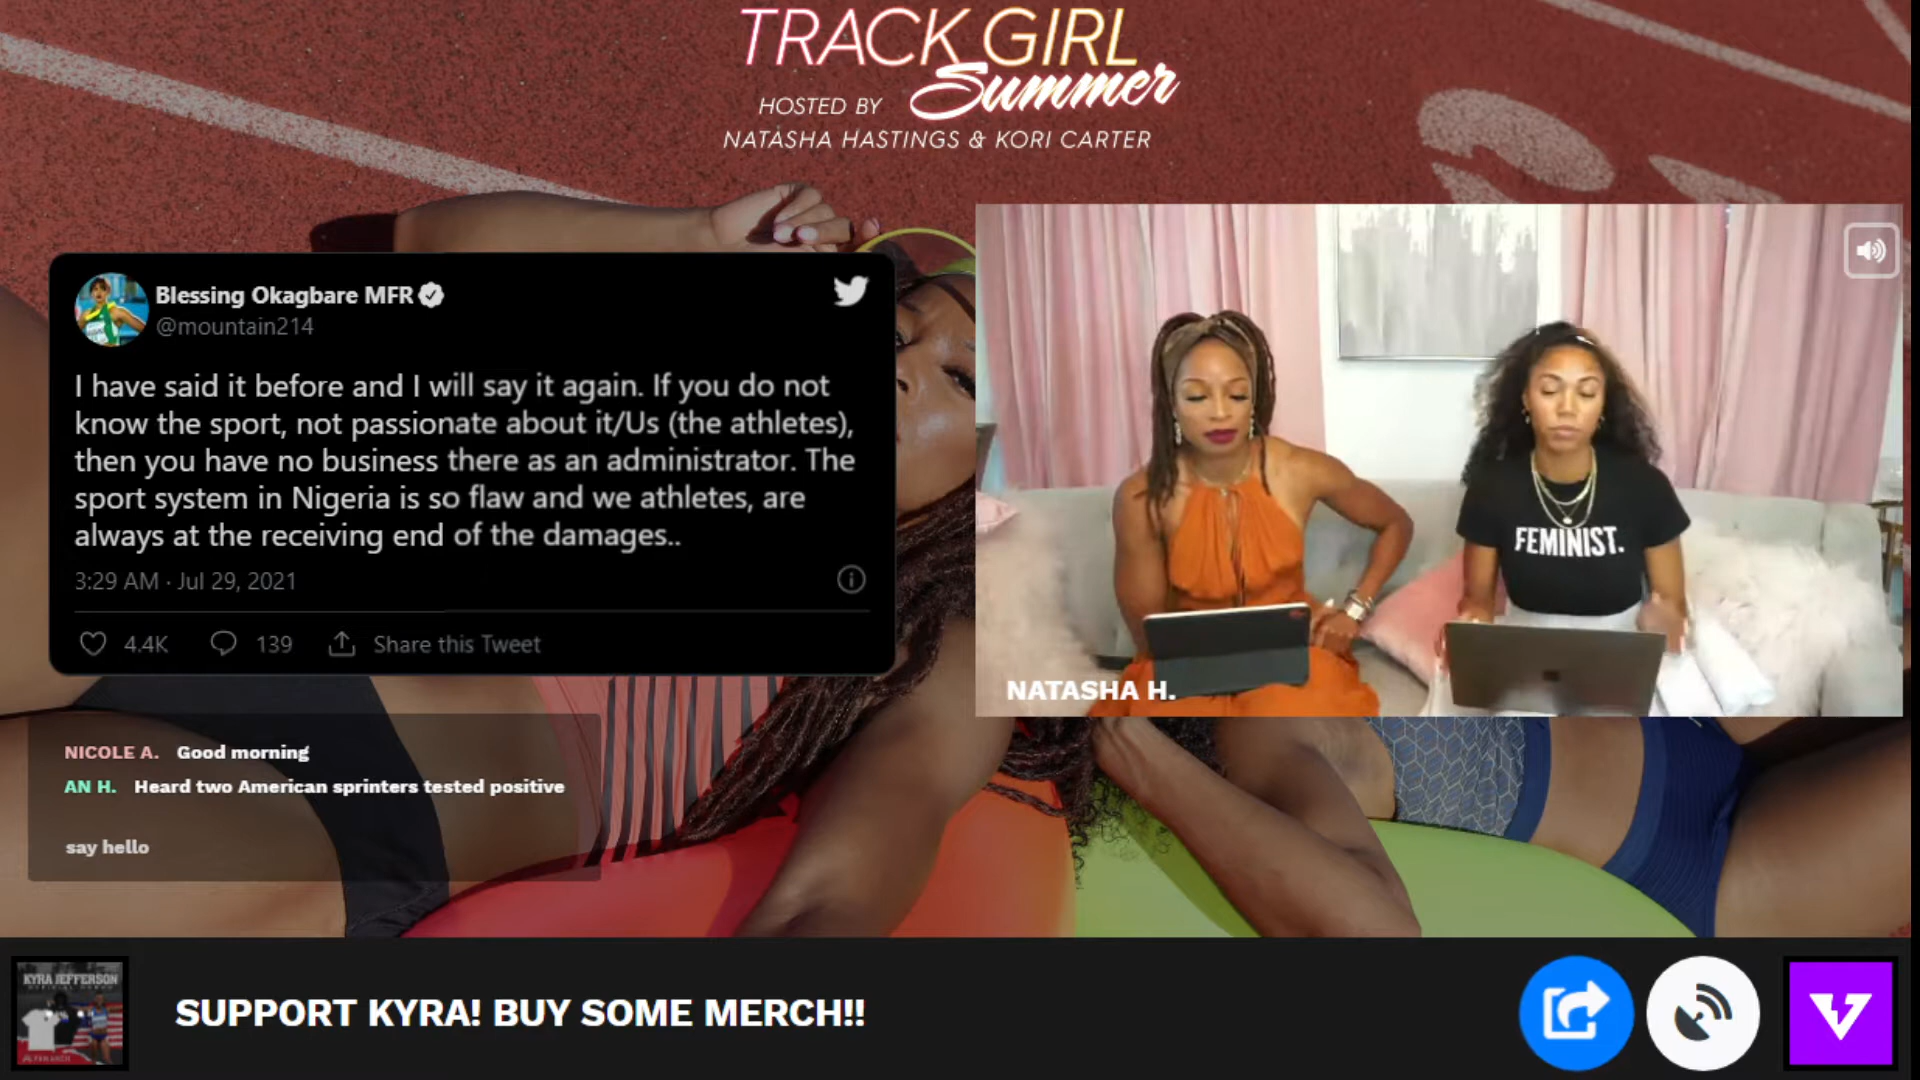 TRACK GIRL
Summer
HOSTED BY
NATASHA HASTINGS & KORI CARTER
Blessing Okagbare MFR
@mountain214
I have said it before and I will say it again. If you do not
know the sport, not passionate about it/Us (the athletes),
then you have no business there as an administrator. The
sport system in Nigeria is so flaw and we athletes, are
always at the receiving end of the damages..
3:29 AM · Jul 29, 2021
4.4K 139 Share this Tweet
FEMINIST.
NATASHA H.
NICOLE A. Good morning
AN H. Heard two American sprinters tested positive
say hello
KYRA JEFFERSON
SUPPORT KYRA! BUY SOME MERCH!!